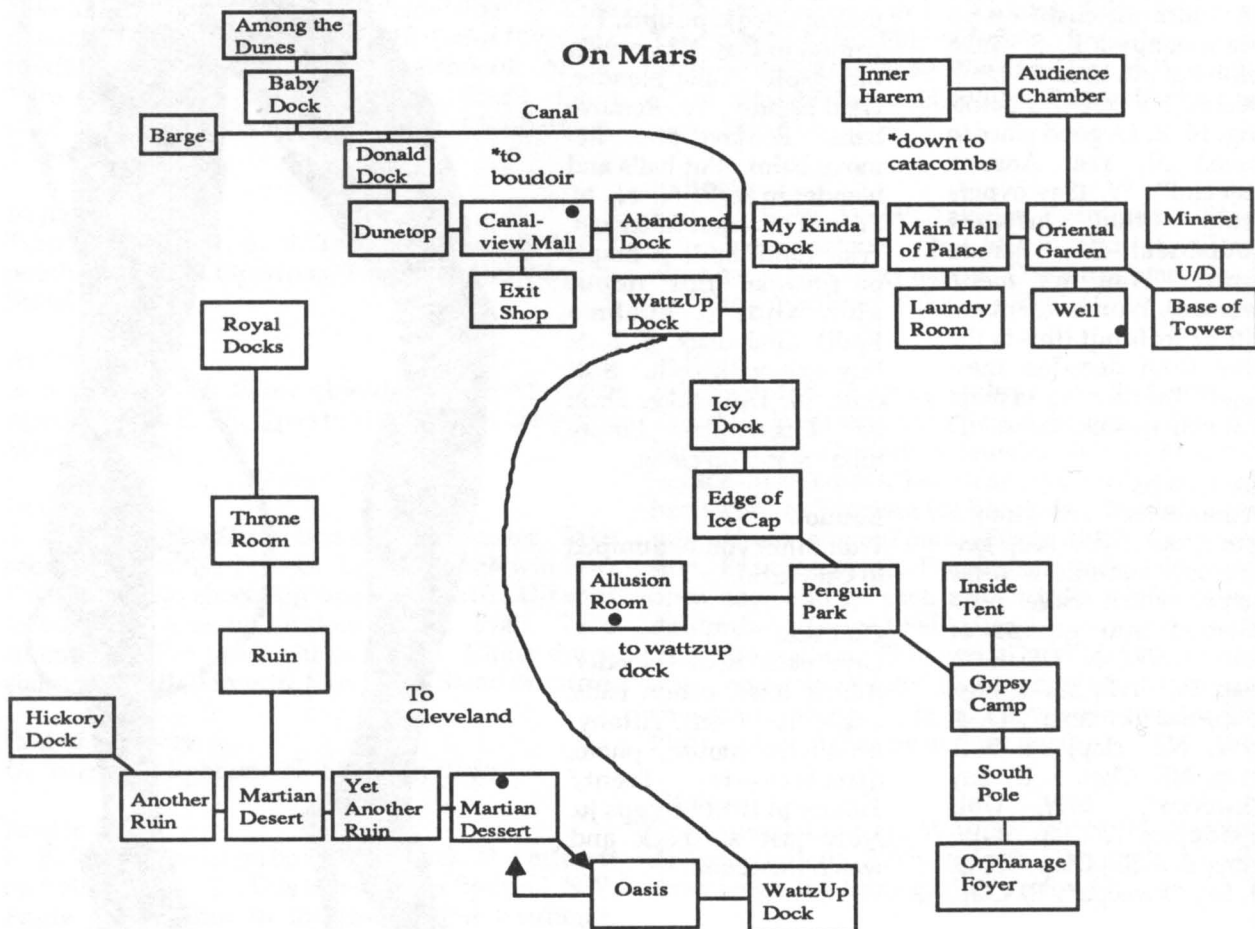 On Mars
Among the
Dunes
Baby
Dock
Barge
Canal
Inner
Harem
Audience
Chamber
*down to
catacombs
Donald
Dock
*to
boudoir
Dunetop
Canal-
view Mall
Abandoned
Dock
My Kinda
Dock
Main Hall
of Palace
Oriental
Garden
Minaret
U/D
Exit
Shop
WattzUp
Dock
Laundry
Room
Well
Base of
Tower
Royal
Docks
Icy
Dock
Edge of
Ice Cap
Throne
Room
Allusion
Room
to wattzup
dock
Penguin
Park
Inside
Tent
Ruin
Gypsy
Camp
To
Cleveland
Hickory
Dock
South
Pole
Another
Ruin
Martian
Desert
Yet
Another
Ruin
Martian
Dessert
Orphanage
Foyer
Oasis
WattzUp
Dock